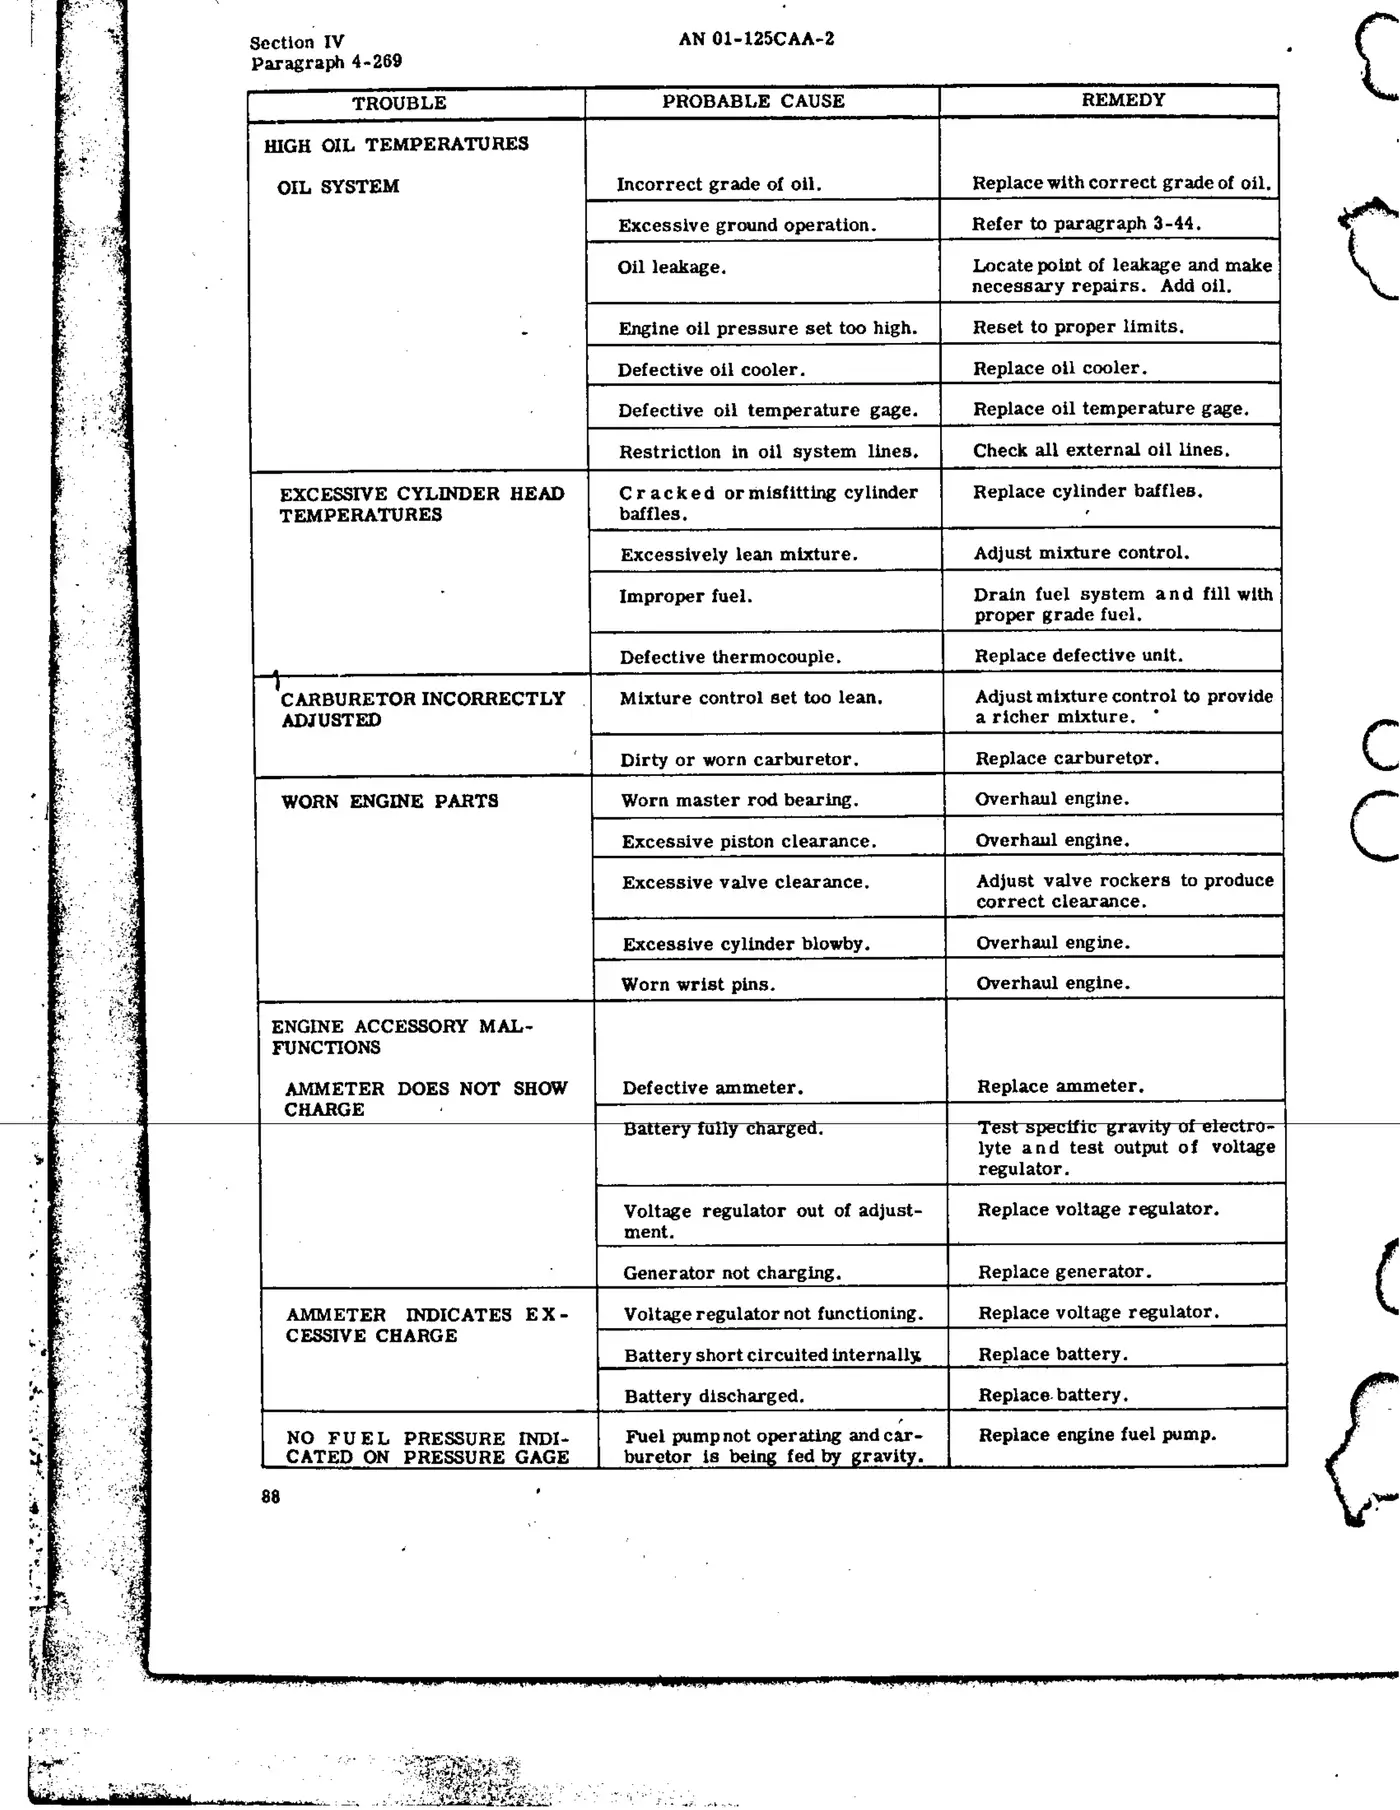 Section IV
Paragraph 4-269
AN 01-125CAA-2
TROUBLE
PROBABLE CAUSE
REMEDY
HIGH OIL TEMPERATURES
OIL SYSTEM
Incorrect grade of oil.
Replace with correct grade of oil.
Excessive ground operation.
Refer to paragraph 3-44.
Oil leakage.
Locate point of leakage and make
necessary repairs. Add oil.
Engine oil pressure set too high.
Reset to proper limits.
Defective oil cooler.
Replace oil cooler.
Defective oil temperature gage.
Replace oil temperature gage.
Restriction in oil system lines.
Check all external oil lines.
EXCESSIVE CYLINDER HEAD
TEMPERATURES
Cracked or misfitting cylinder
baffles.
Replace cylinder baffles.
Excessively lean mixture.
Adjust mixture control.
Improper fuel.
Drain fuel system and fill with
proper grade fuel.
Defective thermocouple.
Replace defective unit.
CARBURETOR INCORRECTLY
ADJUSTED
Mixture control set too lean.
Adjust mixture control to provide
a richer mixture.
Dirty or worn carburetor.
Replace carburetor.
WORN ENGINE PARTS
Worn master rod bearing.
Overhaul engine.
Excessive piston clearance.
Overhaul engine.
Excessive valve clearance.
Adjust valve rockers to produce
correct clearance.
Excessive cylinder blowby.
Overhaul engine.
Worn wrist pins.
Overhaul engine.
ENGINE ACCESSORY MAL-
FUNCTIONS
AMMETER DOES NOT SHOW
CHARGE
Defective ammeter.
Replace ammeter.
Battery fully charged.
Test specific gravity of electro-
lyte and test output of voltage
regulator.
Voltage regulator out of adjust-
ment.
Replace voltage regulator.
Generator not charging.
Replace generator.
AMMETER INDICATES EX-
CESSIVE CHARGE
Voltage regulator not functioning.
Replace voltage regulator.
Battery short circuited internally.
Replace battery.
Battery discharged.
Replace battery.
NO FUEL PRESSURE INDI-
CATED ON PRESSURE GAGE
Fuel pump not operating and car-
buretor is being fed by gravity.
Replace engine fuel pump.
88